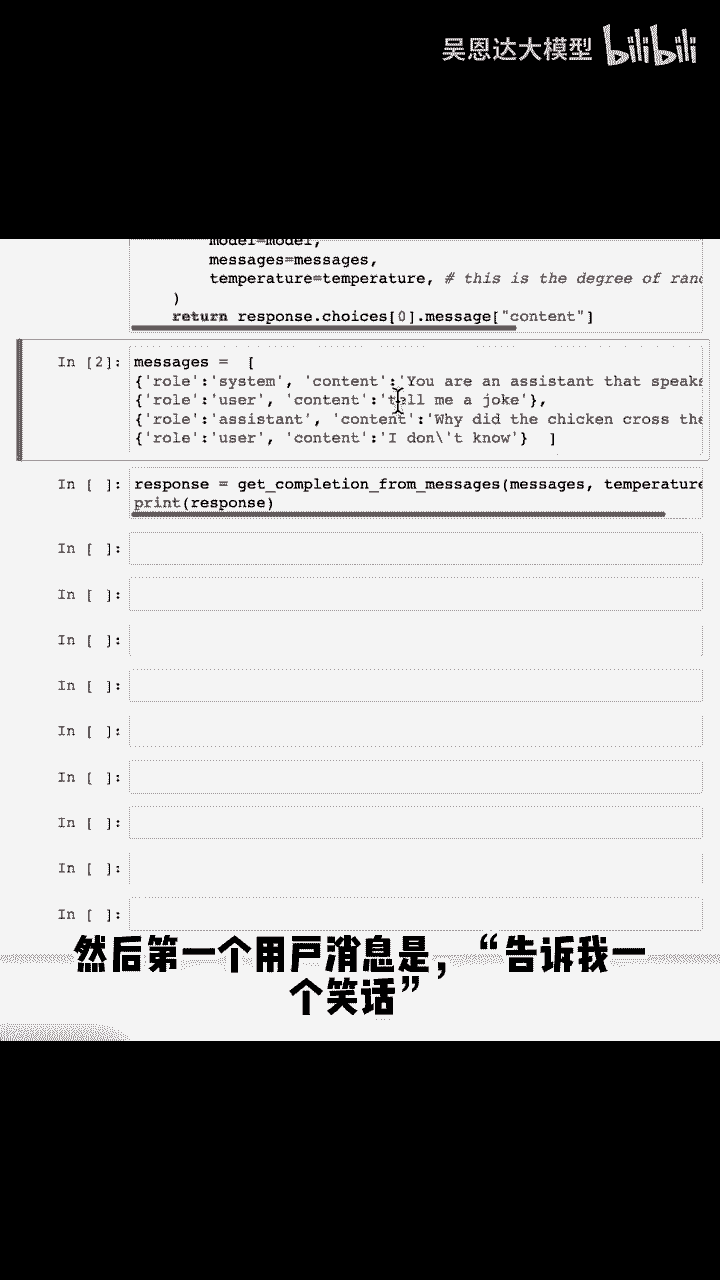 吴恩达大模型 bilibili
model=model,
messages=messages,
temperature=temperature, # this is the degree of
)
return response.choices[0].message["content"]
In [2]: messages = [
{'role':'system', 'content':'You are an assistant that speaks
{'role':'user', 'content':'tell me a joke'},
{'role':'assistant', 'content':'Why did the chicken cross the
{'role':'user', 'content':'I don\'t know'} ]
In [ ]: response = get_completion_from_messages(messages, temperature
print(response)
In [ ]:
In [ ]:
In [ ]:
In [ ]:
In [ ]:
In [ ]:
In [ ]:
In [ ]:
In [ ]:
然后第一个用户消息是，“告诉我一
个笑话”